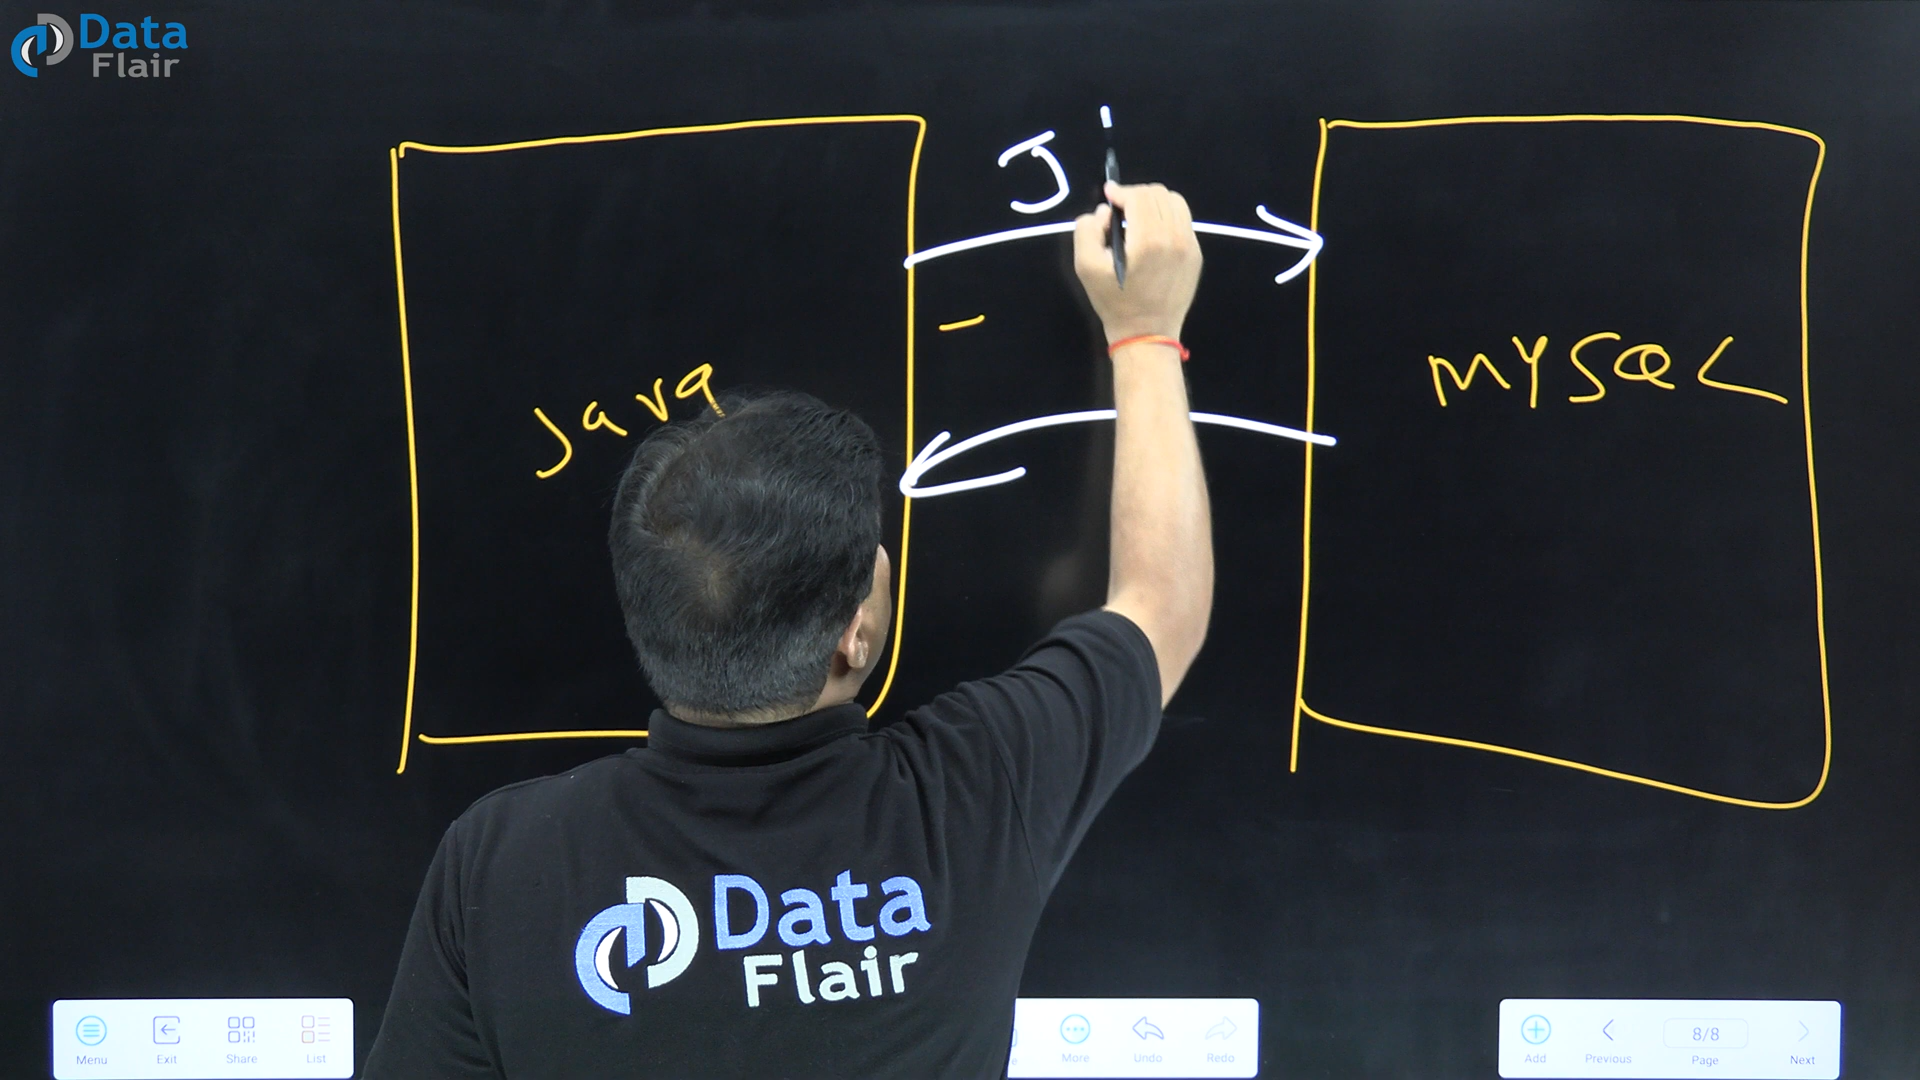 Data
Flair
J
Java
MYSQL
Data
Flair
Menu
Exit
Share
List
More
Undo
Redo
Add
Previous
8/8
Page
Next